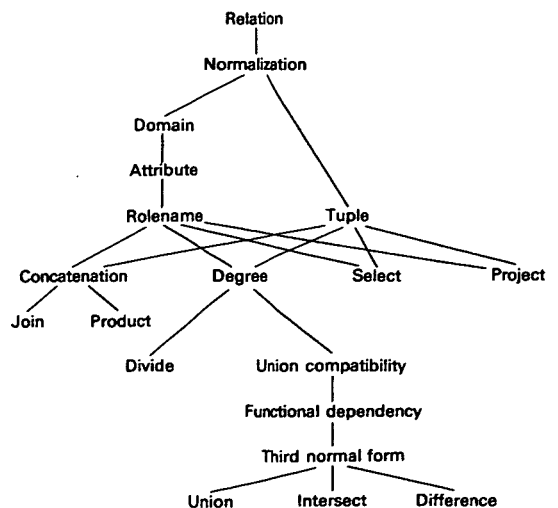 Relation
Normalization
Domain
Attribute
Rolename Tuple
Concatenation Degree Select Project
Join Product
Divide Union compatibility
Functional dependency
Third normal form
Union Intersect Difference